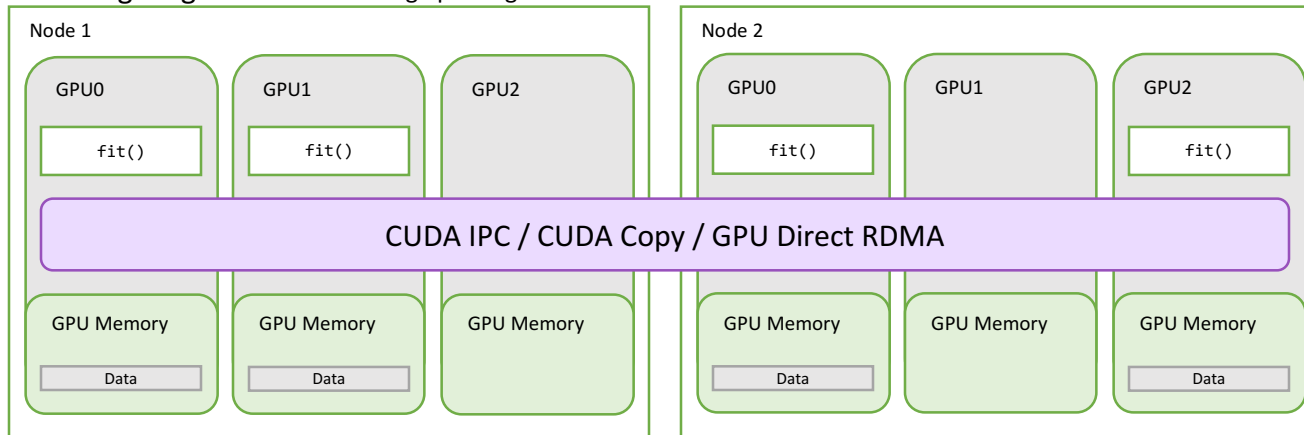 Node 1
Node 2
GPU0
GPU1
GPU2
GPU0
GPU1
GPU2
fit()
fit()
fit()
fit()
CUDA IPC / CUDA Copy / GPU Direct RDMA
GPU Memory
GPU Memory
GPU Memory
GPU Memory
GPU Memory
GPU Memory
Data
Data
Data
Data